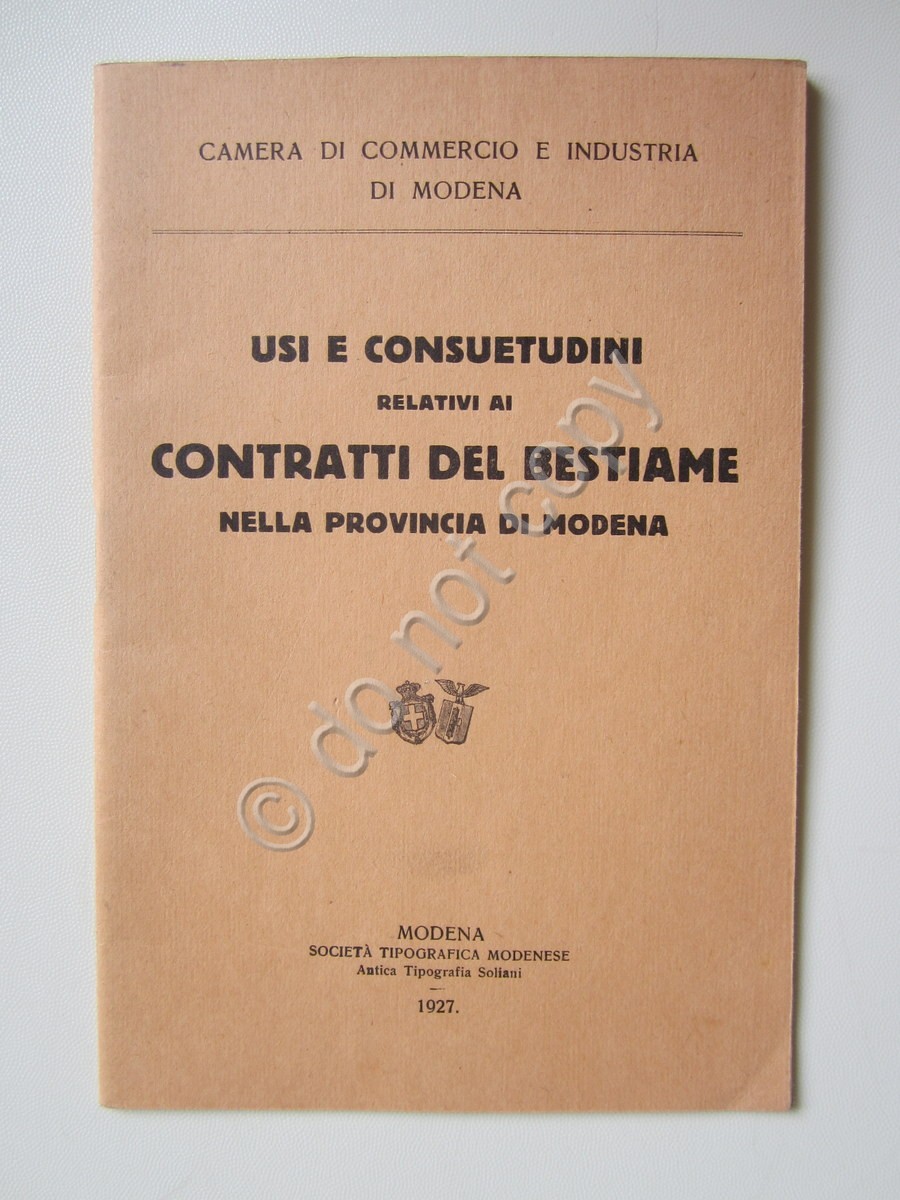 CAMERA DI COMMERCIO E INDUSTRIA
DI MODENA
USI E CONSUETUDINI
RELATIVI AI
CONTRATTI DEL BESTIAME
NELLA PROVINCIA DI MODENA
© do not copy
MODENA
SOCIETÀ TIPOGRAFICA MODENESE
Antica Tipografia Soliani
1927.